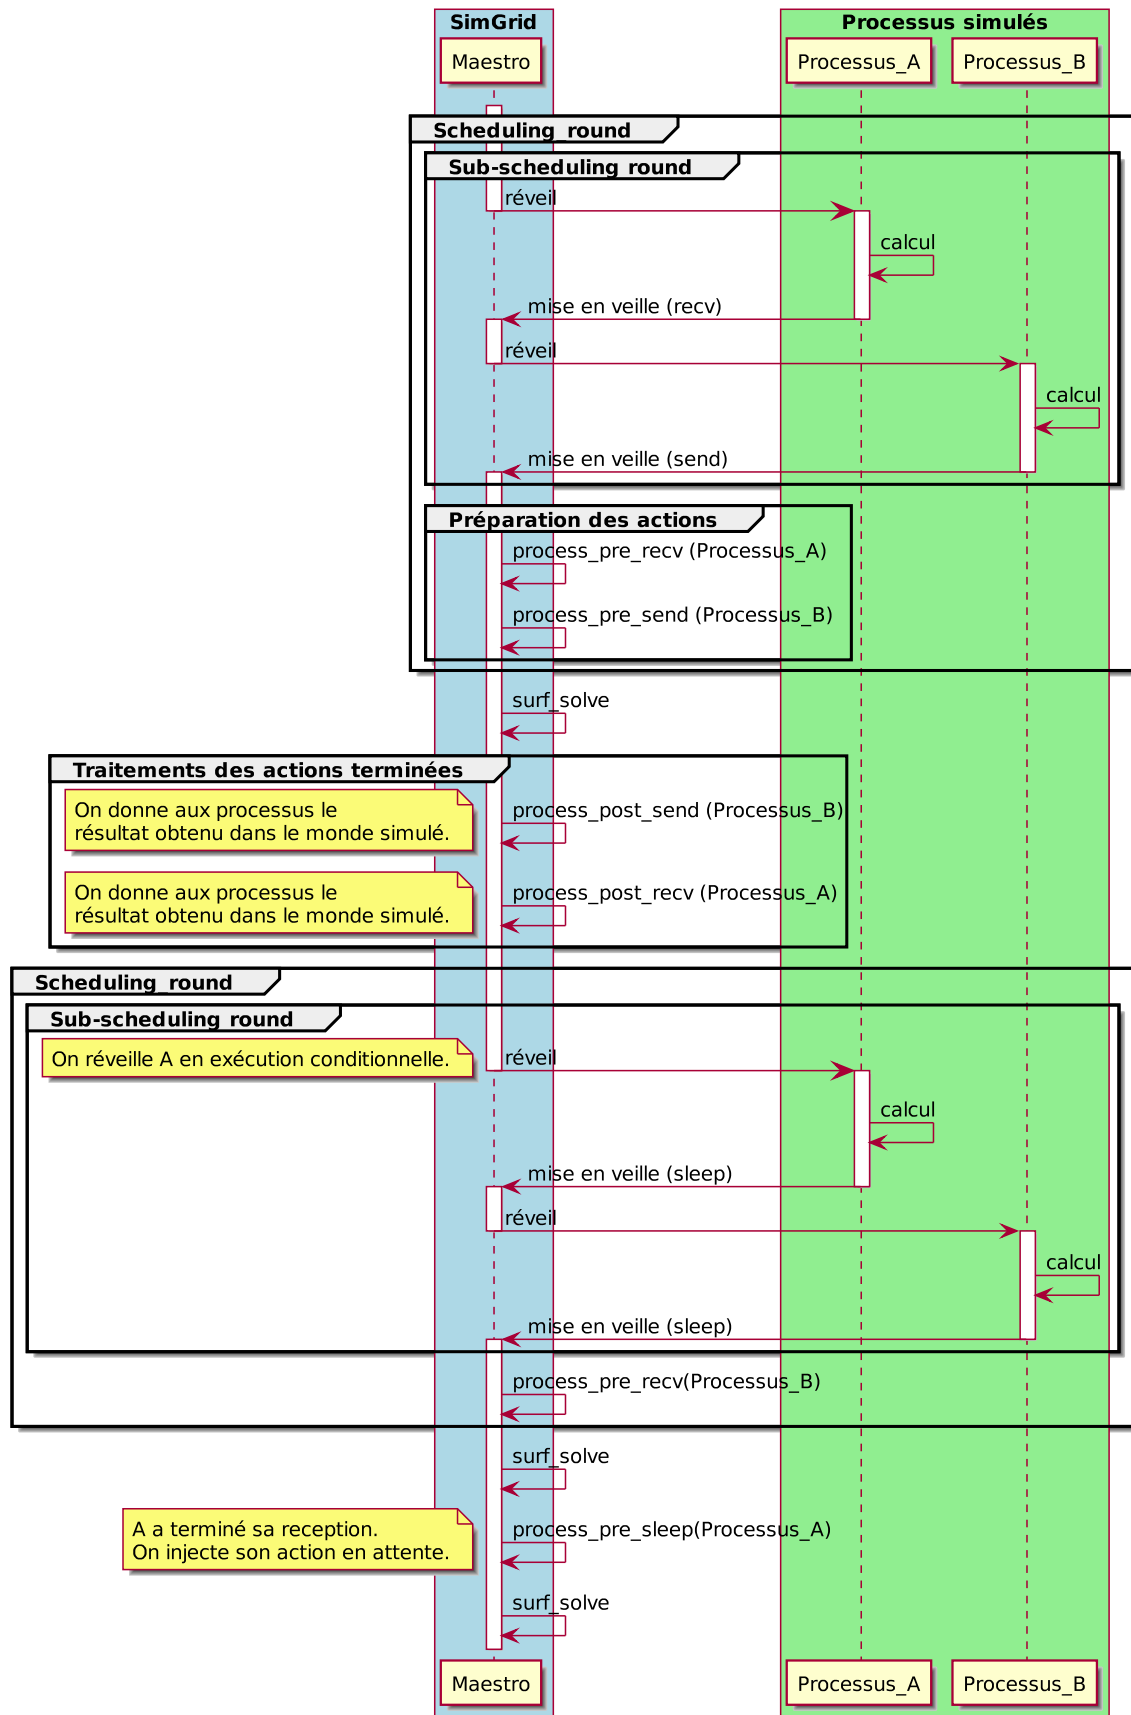 SimGrid
Processus simulés
Maestro
Processus_A
Processus_B
Scheduling_round
Sub-scheduling round
réveil
calcul
mise en veille (recv)
réveil
calcul
mise en veille (send)
Préparation des actions
process_pre_recv (Processus_A)
process_pre_send (Processus_B)
surf_solve
Traitements des actions terminées
On donne aux processus le
résultat obtenu dans le monde simulé.
process_post_send (Processus_B)
On donne aux processus le
résultat obtenu dans le monde simulé.
process_post_recv (Processus_A)
Scheduling_round
Sub-scheduling round
On réveille A en exécution conditionnelle.
réveil
calcul
mise en veille (sleep)
réveil
calcul
mise en veille (sleep)
process_pre_recv(Processus_B)
surf_solve
A a terminé sa reception.
On injecte son action en attente.
process_pre_sleep(Processus_A)
surf_solve
Maestro
Processus_A
Processus_B